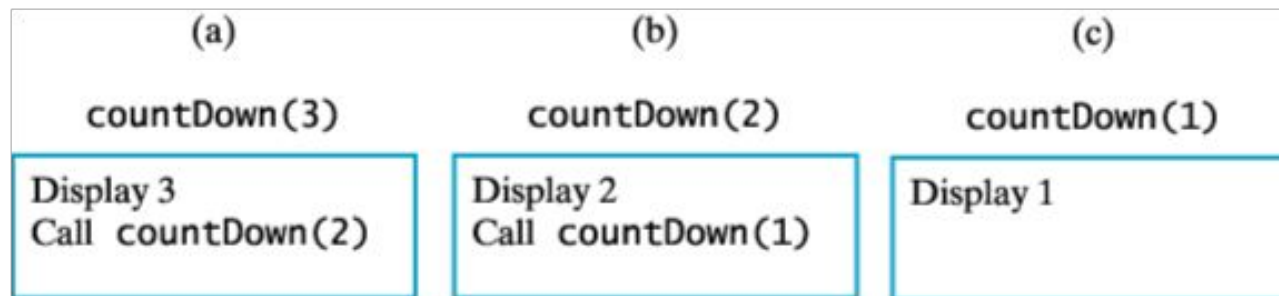 (a) (b) (c)
countDown(3) countDown(2) countDown(1)
Display 3
Call countDown(2)
Display 2
Call countDown(1)
Display 1